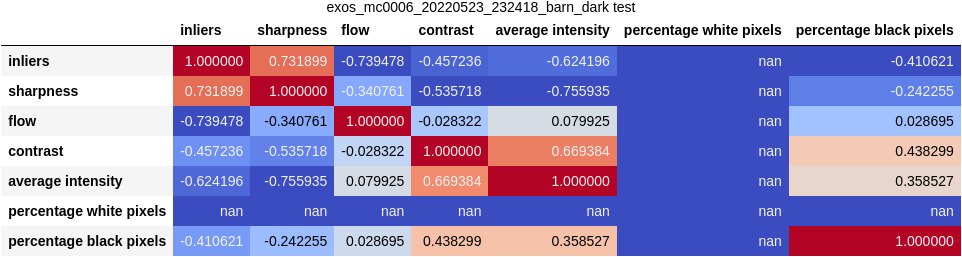 exos_mc0006_20220523_232418_barn_dark test
inliers sharpness flow contrast average intensity percentage white pixels percentage black pixels
inliers 1.000000 0.731899 -0.739478 -0.457236 -0.624196 nan -0.410621
sharpness 0.731899 1.000000 -0.340761 -0.535718 -0.755935 nan -0.242255
flow -0.739478 -0.340761 1.000000 -0.028322 0.079925 nan 0.028695
contrast -0.457236 -0.535718 -0.028322 1.000000 0.669384 nan 0.438299
average intensity -0.624196 -0.755935 0.079925 0.669384 1.000000 nan 0.358527
percentage white pixels nan nan nan nan nan nan nan
percentage black pixels -0.410621 -0.242255 0.028695 0.438299 0.358527 nan 1.000000